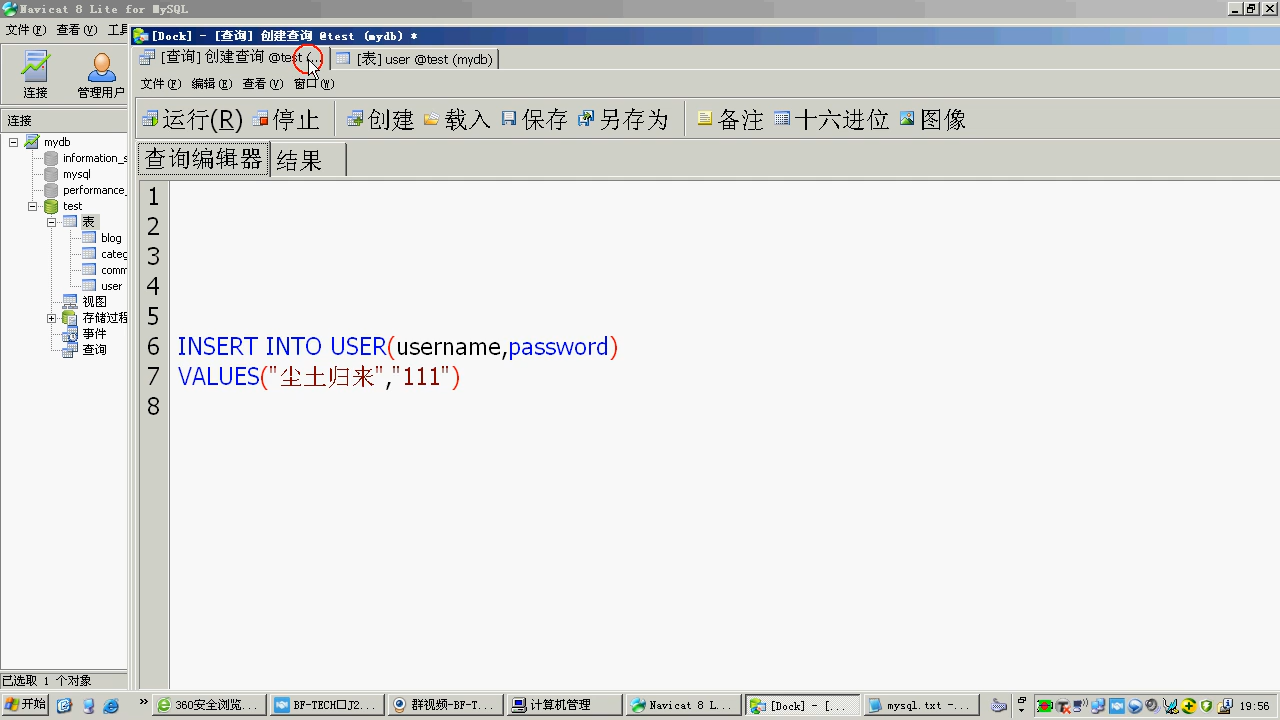 Navicat 8 Lite for MySQL
文件(F) 查看(V) 工具
[Dock] - [查询] 创建查询 @test (mydb) *
[查询] 创建查询 @test (... [表] user @test (mydb)
文件(F) 编辑(E) 查看(V) 窗口(W)
连接 管理用户
运行(R) 停止 创建 载入 保存 另存为 备注 十六进位 图像
连接
查询编辑器 结果
mydb
information_s
mysql
performance_
test
表
blog
categ
comm
user
视图
存储过程
事件
查询
1
2
3
4
5
6 INSERT INTO USER(username,password)
7 VALUES("尘土归来","111")
8
已选取 1 个对象
开始 » 360安全浏览... BF-TECH口J2... 群视频-BF-T... 计算机管理 Navicat 8 L... [Dock] - [... mysql.txt -... 19:56